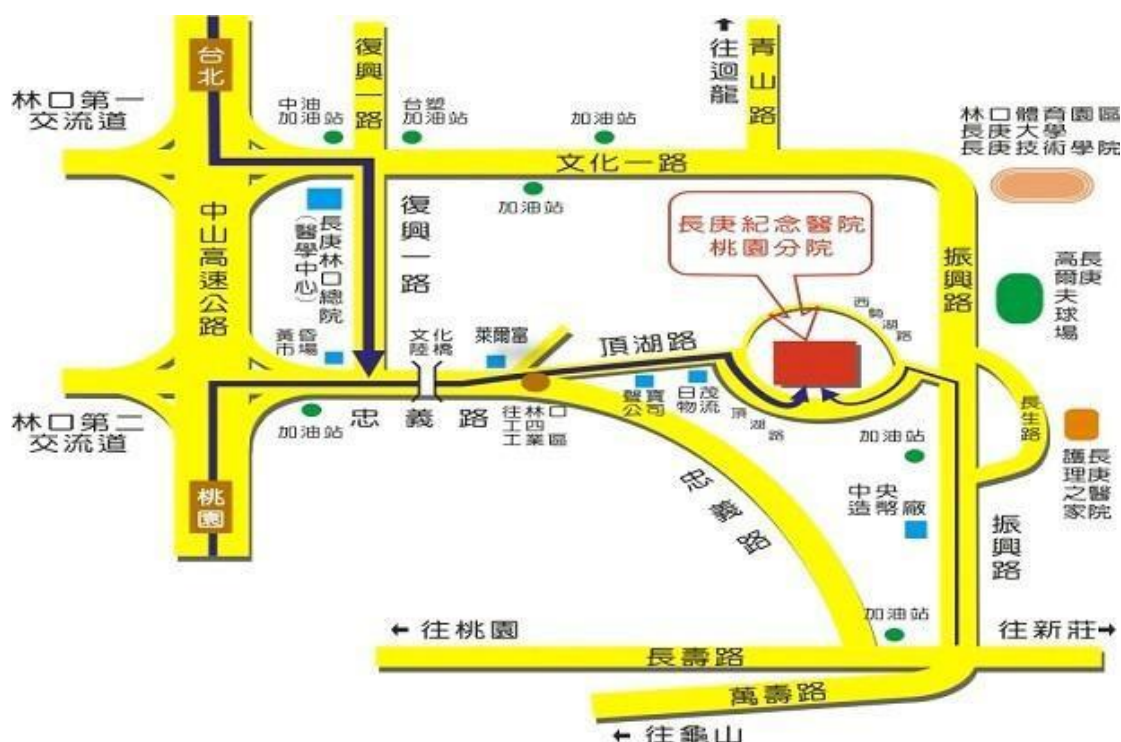 台北
復興一路
往迴龍
青山路
林口第一
交流道
中油
加油站
台塑
加油站
加油站
林口體育園區
長庚大學
長庚技術學院
文化一路
加油站
中山高速公路
長庚林口總院
(醫學中心)
復興一路
長庚紀念醫院
桃園分院
振興路
長庚
高爾夫球場
西勢湖路
黃昏
市場
文化
陸橋
萊爾富
頂湖路
林口第二
交流道
加油站
忠義路
往林口
工四
工業區
聲寶
公司
茂
日物流
頂湖路
加油站
長生路
長庚醫院
護理之家
桃園
忠義路
中央
造幣廠
振興路
加油站
← 往桃園
往新莊→
長壽路
萬壽路
← 往龜山